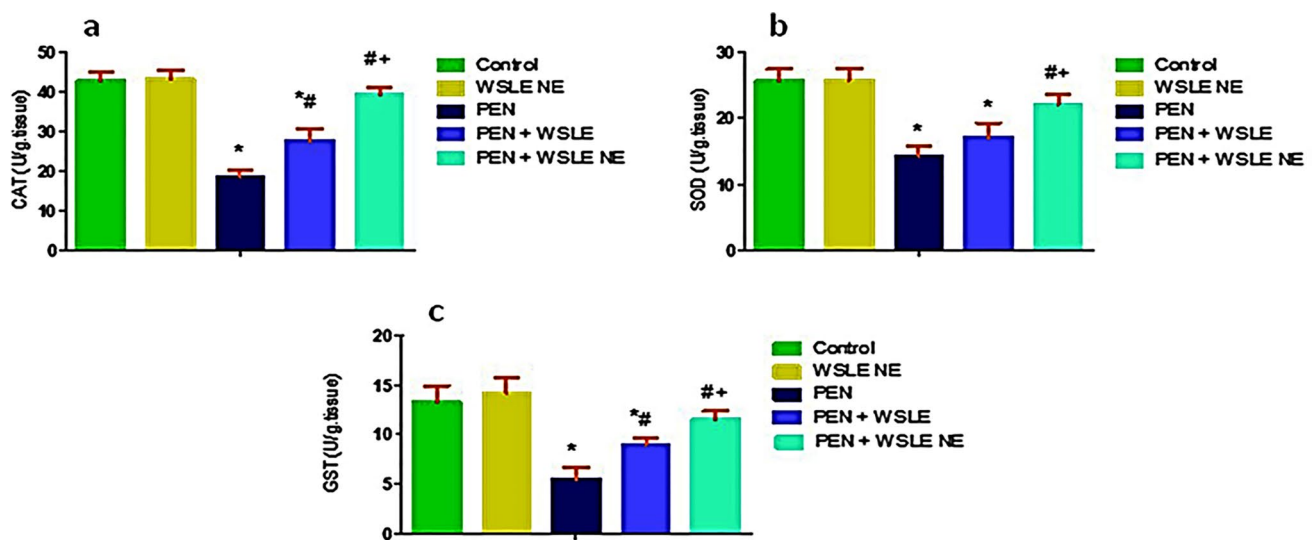 a
CAT (U/g.tissue)
50
40
30
20
10
0
*
*#
#+
Control
WSLE NE
PEN
PEN + WSLE
PEN + WSLE NE
b
SOD (U/g.tissue)
30
20
10
0
*
*
#+
Control
WSLE NE
PEN
PEN + WSLE
PEN + WSLE NE
c
GST (U/g.tissue)
20
15
10
5
0
*
*#
#+
Control
WSLE NE
PEN
PEN + WSLE
PEN + WSLE NE